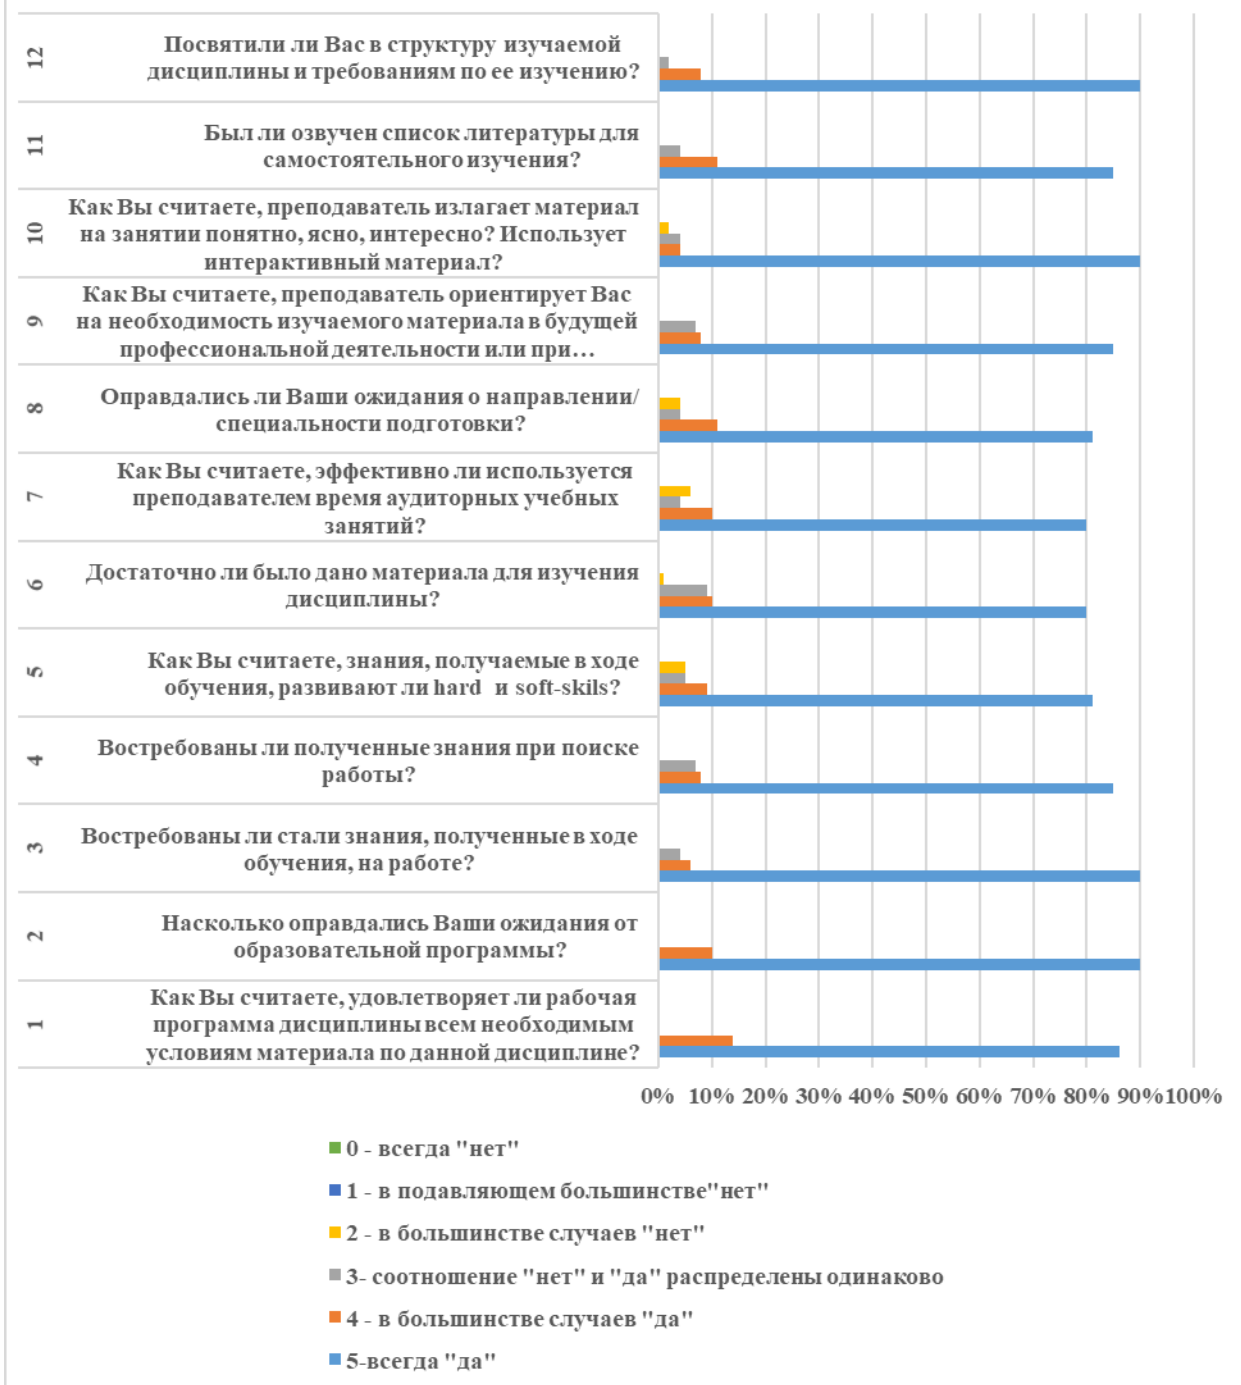 12
Посвятили ли Вас в структуру изучаемой
дисциплины и требованиям по ее изучению?
11
Был ли озвучен список литературы для
самостоятельного изучения?
10
Как Вы считаете, преподаватель излагает материал
на занятии понятно, ясно, интересно? Использует
интерактивный материал?
9
Как Вы считаете, преподаватель ориентирует Вас
на необходимость изучаемого материала в будущей
профессиональной деятельности или при…
8
Оправдались ли Ваши ожидания о направлении/
специальности подготовки?
7
Как Вы считаете, эффективно ли используется
преподавателем время аудиторных учебных
занятий?
6
Достаточно ли было дано материала для изучения
дисциплины?
5
Как Вы считаете, знания, получаемые в ходе
обучения, развивают ли hard и soft-skils?
4
Востребованы ли полученные знания при поиске
работы?
3
Востребованы ли стали знания, полученные в ходе
обучения, на работе?
2
Насколько оправдались Ваши ожидания от
образовательной программы?
1
Как Вы считаете, удовлетворяет ли рабочая
программа дисциплины всем необходимым
условиям материала по данной дисциплине?
0% 10% 20% 30% 40% 50% 60% 70% 80% 90% 100%
0 - всегда "нет"
1 - в подавляющем большинстве"нет"
2 - в большинстве случаев "нет"
3- соотношение "нет" и "да" распределены одинаково
4 - в большинстве случаев "да"
5-всегда "да"